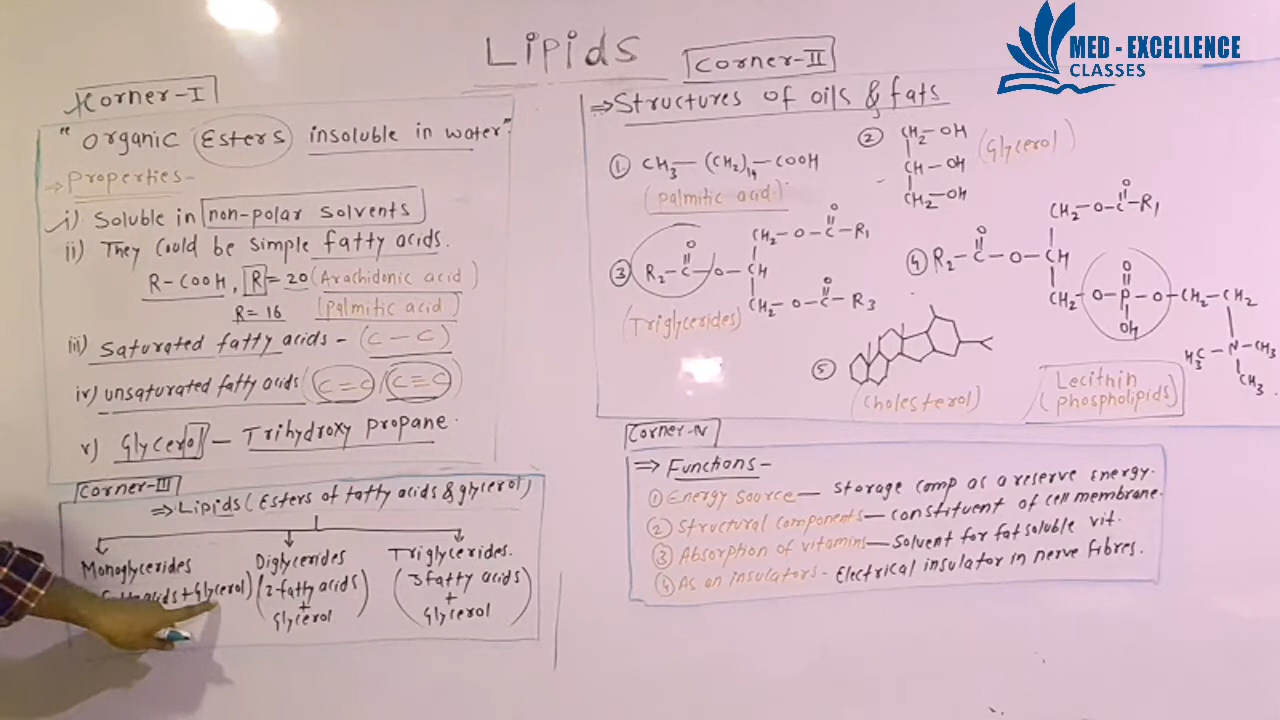 MED - EXCELLENCE
CLASSES
Lipids
Corner-I
"Organic Esters insoluble in water"
→ Properties-
i) Soluble in non-polar solvents
ii) They could be simple fatty acids.
R-COOH, R = 20 (Arachidonic acid)
R = 16 (palmitic acid)
iii) saturated fatty acids - (C-C)
iv) unsaturated fatty acids (C=C)/(C≡C)
v) Glycerol - Trihydroxy propane.
Corner-II
⇒ Structures of oils & fats
① CH₃-(CH₂)₁₄-COOH
(palmitic acid)
② CH₂-OH
CH-OH
CH₂-OH
(Glycerol)
③ CH₂-O-C-R₁
O
R₂-C-O-CH
O
CH₂-O-C-R₃
O
(Triglycerides)
④ CH₂-O-C-R₁
O
R₂-C-O-CH
O
CH₂-O-P-O-CH₂-CH₂
O
OH
H₃C-N-CH₃
CH₃
Lecithin
(phospholipids)
⑤
(cholesterol)
Corner-III
⇒ Lipids (Esters of fatty acids & glycerol)
Monoglycerides
acids + Glycerol)
Diglycerides
(2-fatty acids
+
Glycerol)
Triglycerides.
(3 fatty acids
+
Glycerol)
Corner-IV
⇒ Functions-
① Energy source - storage comp as a reserve energy.
② Structural components - constituent of cell membrane.
③ Absorption of vitamins - solvent for fat soluble vit.
④ As an insulators - Electrical insulator in nerve fibres.